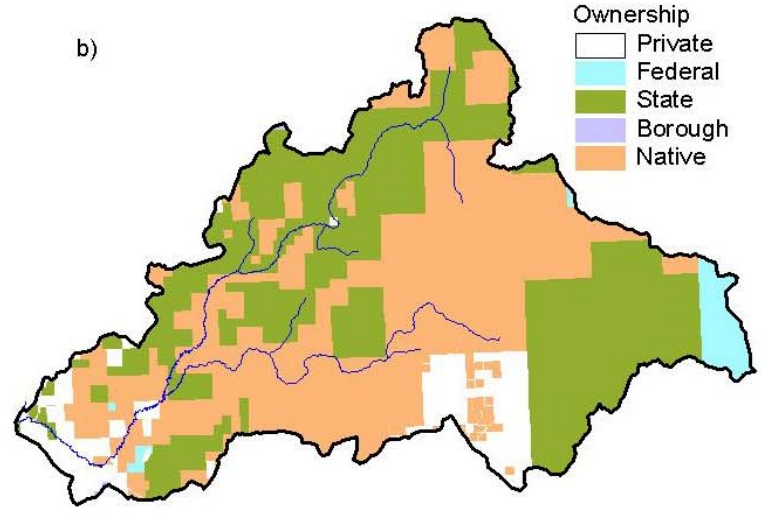 b)
Ownership
Private
Federal
State
Borough
Native